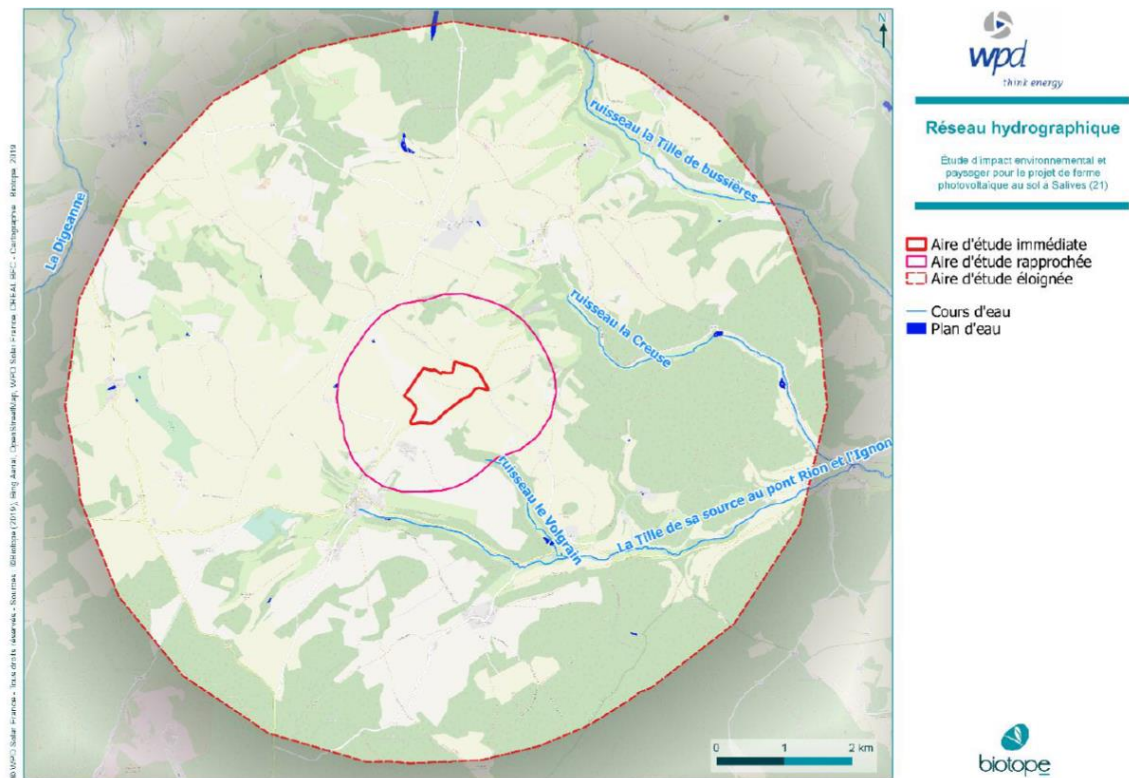 N
ruisseau la Tille de bussières
La Digeanne
ruisseau la Creuse
ruisseau le Volgrain
La Tille de sa source au pont Rion et l'Ignon
0 1 2 km
wpd
think energy
Réseau hydrographique
Étude d'impact environnemental et
paysager pour le projet de ferme
photovoltaïque au sol à Salives (21)
Aire d'étude immédiate
Aire d'étude rapprochée
Aire d'étude éloignée
Cours d'eau
Plan d'eau
biotope